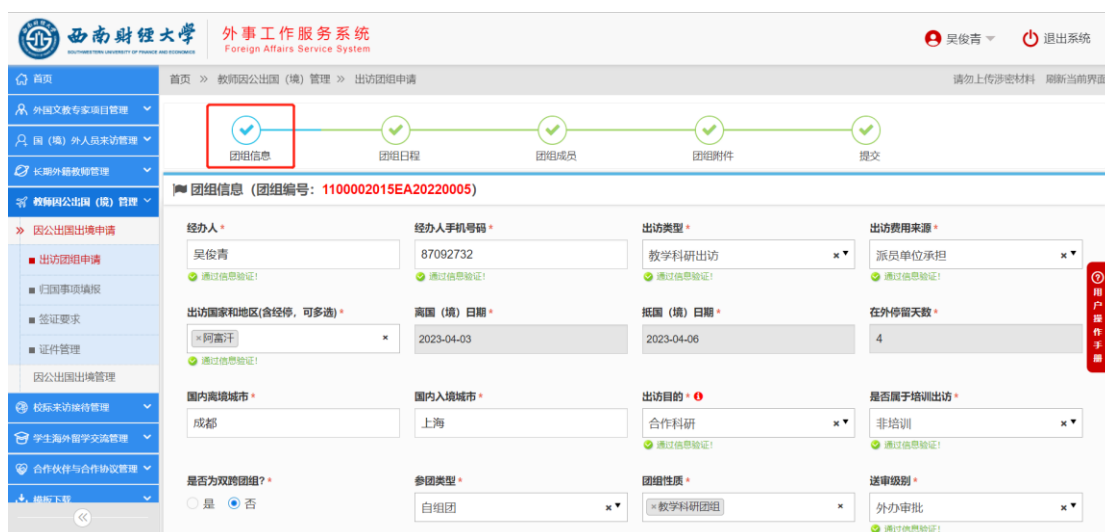 西南财经大学
SOUTHWESTERN UNIVERSITY OF FINANCE AND ECONOMICS
外事工作服务系统
Foreign Affairs Service System
吴俊青
退出系统
首页
外国文教专家项目管理
国（境）外人员来访管理
长期外籍教师管理
教师因公出国（境）管理
因公出国出境申请
出访团组申请
归国事项填报
签证要求
证件管理
因公出国出境管理
校际来访接待管理
学生海外留学交流管理
合作伙伴与合作协议管理
模板下载
首页 » 教师因公出国（境）管理 » 出访团组申请
请勿上传涉密材料 刷新当前界面
团组信息 团组日程 团组成员 团组附件 提交
团组信息（团组编号：1100002015EA20220005）
经办人* 经办人手机号码* 出访类型* 出访费用来源*
吴俊青 87092732 教学科研出访 ×▼ 派员单位承担 ×▼
通过信息验证! 通过信息验证! 通过信息验证! 通过信息验证!
出访国家和地区(含经停，可多选)* 离国（境）日期* 抵国（境）日期* 在外停留天数*
×阿富汗 × 2023-04-03 2023-04-06 4
通过信息验证!
国内离境城市* 国内入境城市* 出访目的* 是否属于培训出访*
成都 上海 合作科研 ×▼ 非培训 ×▼
通过信息验证! 通过信息验证!
是否为双跨团组?* 参团类型* 团组性质* 送审级别*
是 否 自组团 ×▼ ×教学科研团组 × 外办审批 ×▼
通过信息验证!
用户操作手册